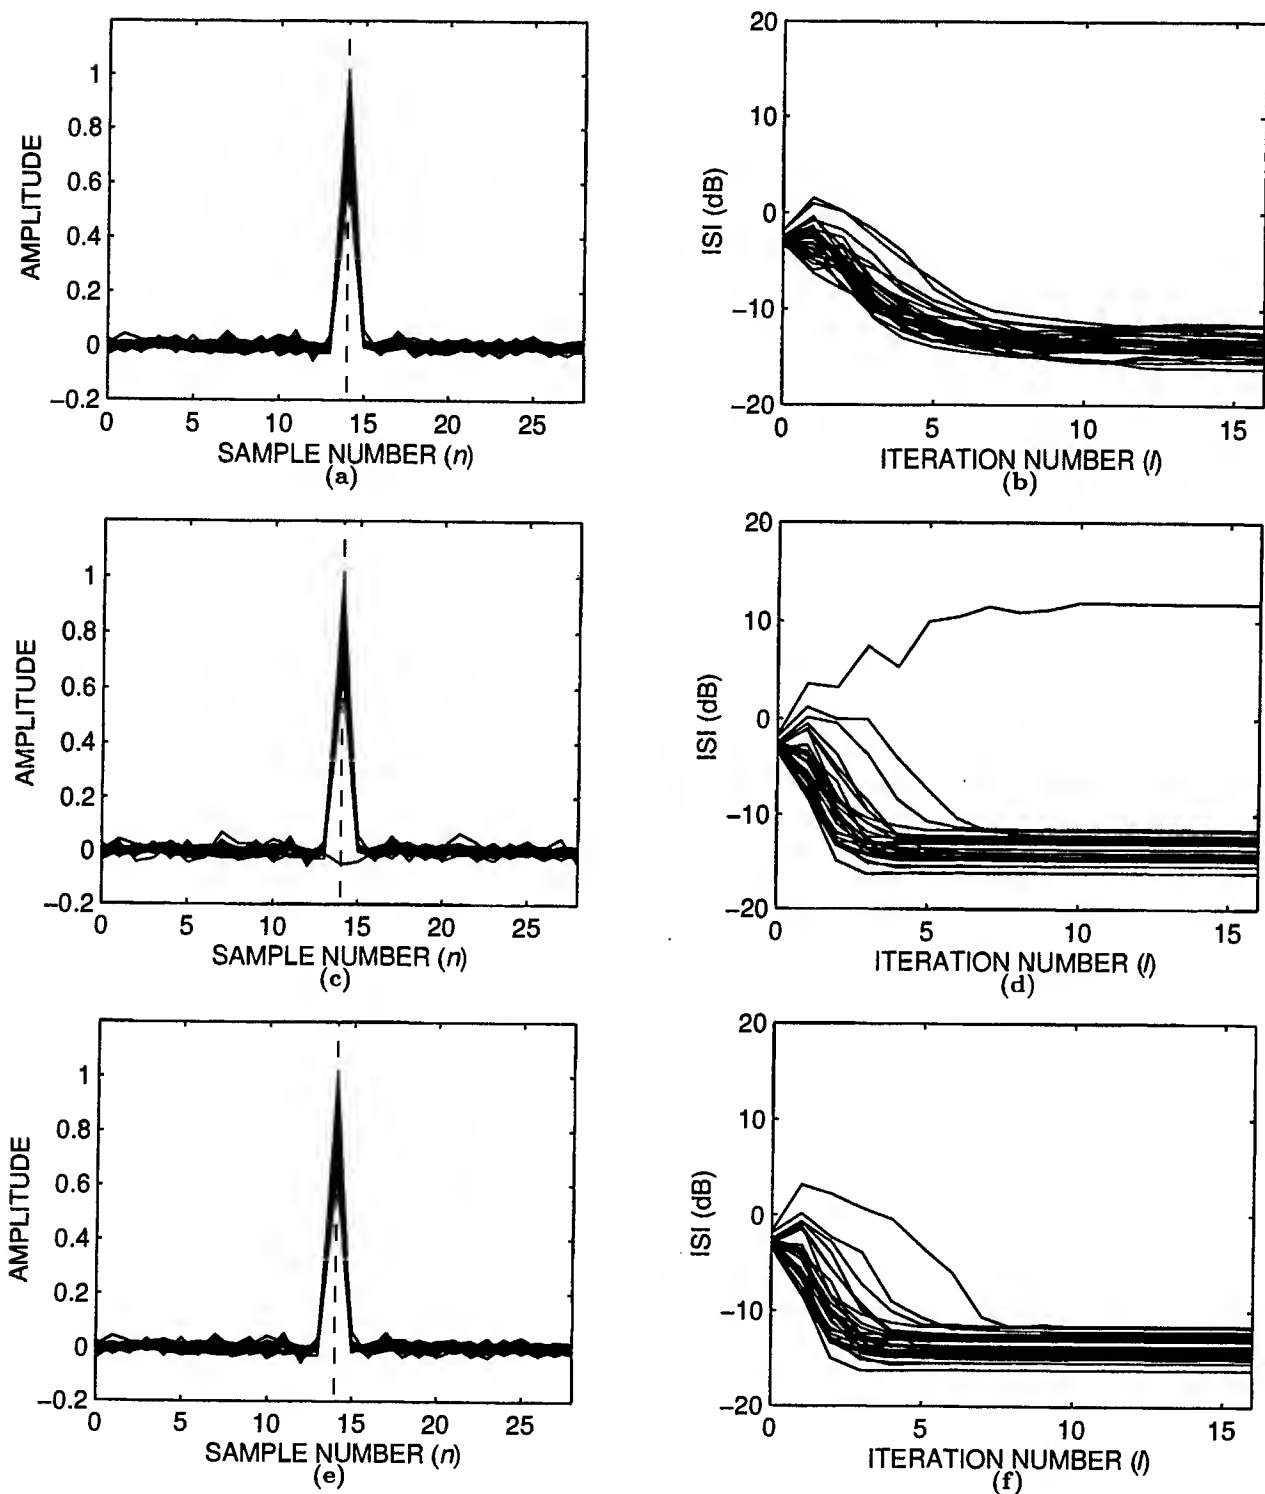 1
0.8
0.6
0.4
0.2
0
−0.2
AMPLITUDE
0 5 10 15 20 25
SAMPLE NUMBER (n)
(a)
20
10
0
−10
−20
ISI (dB)
0 5 10 15
ITERATION NUMBER (l)
(b)
1
0.8
0.6
0.4
0.2
0
−0.2
AMPLITUDE
0 5 10 15 20 25
SAMPLE NUMBER (n)
(c)
20
10
0
−10
−20
ISI (dB)
0 5 10 15
ITERATION NUMBER (l)
(d)
1
0.8
0.6
0.4
0.2
0
−0.2
AMPLITUDE
0 5 10 15 20 25
SAMPLE NUMBER (n)
(e)
20
10
0
−10
−20
ISI (dB)
0 5 10 15
ITERATION NUMBER (l)
(f)